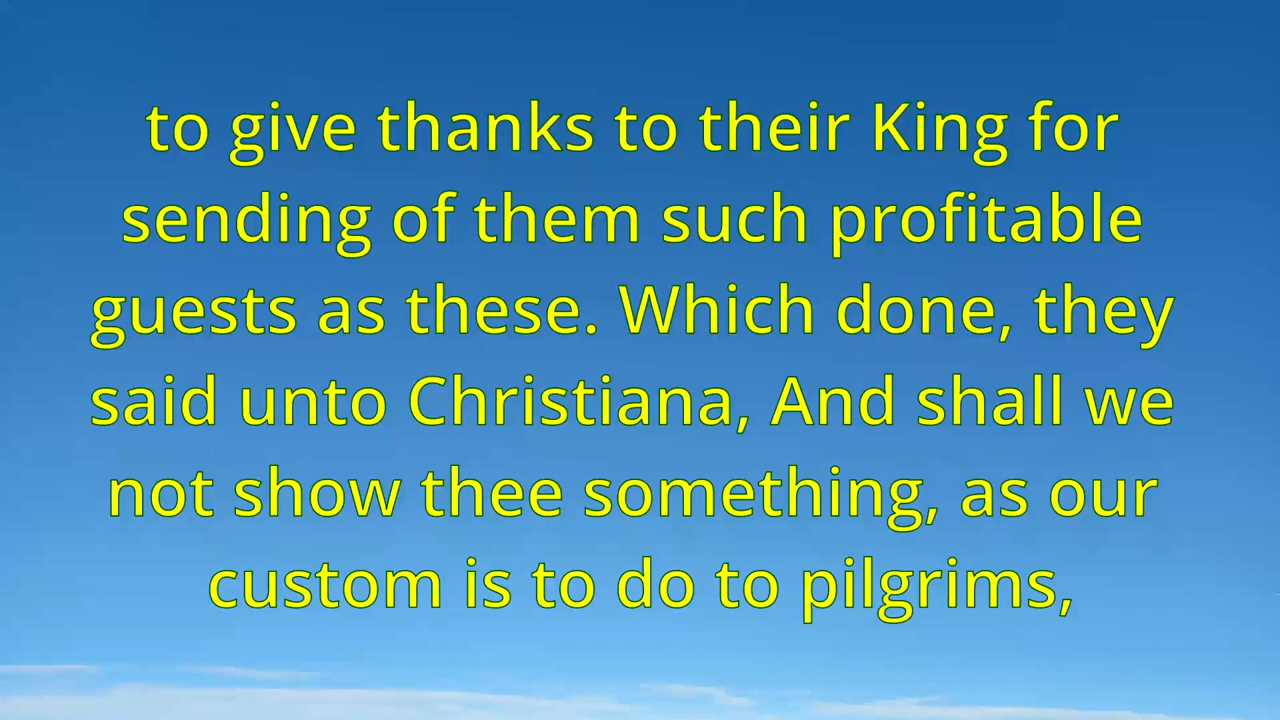 to give thanks to their King for
sending of them such profitable
guests as these. Which done, they
said unto Christiana, And shall we
not show thee something, as our
custom is to do to pilgrims,